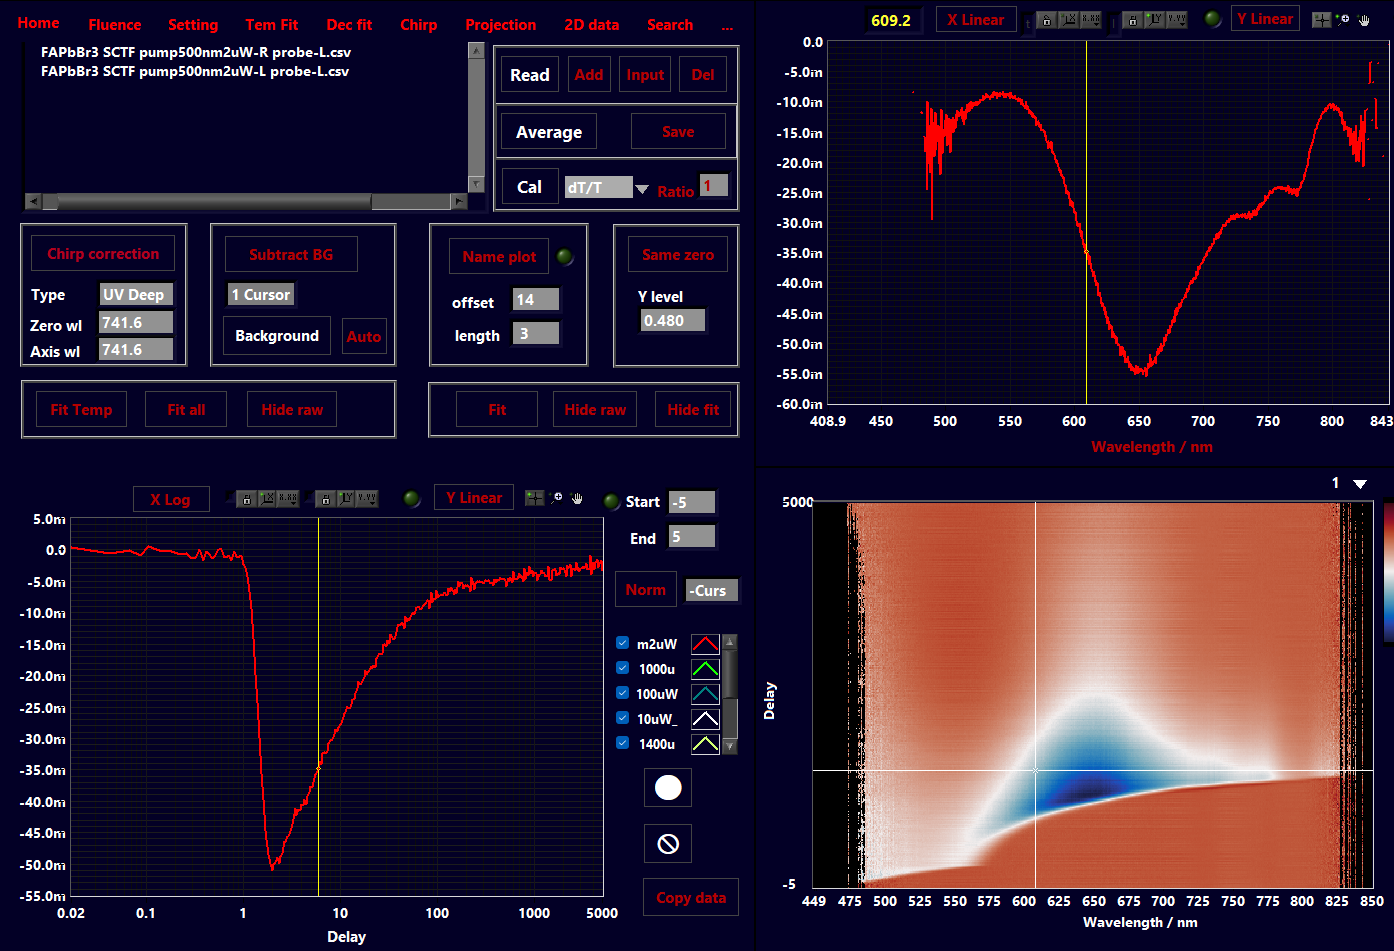 Home Fluence Setting Tem Fit Dec fit Chirp Projection 2D data Search ...
FAPbBr3 SCTF pump500nm2uW-R probe-L.csv
FAPbBr3 SCTF pump500nm2uW-L probe-L.csv
Read Add Input Del
Average Save
Cal dT/T Ratio 1
Chirp correction
Type UV Deep
Zero wl 741.6
Axis wl 741.6
Subtract BG
1 Cursor
Background Auto
Name plot
offset 14
length 3
Same zero
Y level
0.480
Fit Temp Fit all Hide raw
Fit Hide raw Hide fit
609.2 X Linear X.XX Y.YY Y Linear
0.0
-5.0m
-10.0m
-15.0m
-20.0m
-25.0m
-30.0m
-35.0m
-40.0m
-45.0m
-50.0m
-55.0m
-60.0m
408.9 450 500 550 600 650 700 750 800 843
Wavelength / nm
X Log X.XX Y.YY Y Linear
5.0m
0.0
-5.0m
-10.0m
-15.0m
-20.0m
-25.0m
-30.0m
-35.0m
-40.0m
-45.0m
-50.0m
-55.0m
0.02 0.1 1 10 100 1000 5000
Delay
Start -5
End 5
Norm -Curs
m2uW
1000u
100uW
10uW_
1400u
Copy data
1
5000
Delay
-5
449 475 500 525 550 575 600 625 650 675 700 725 750 775 800 850
Wavelength / nm